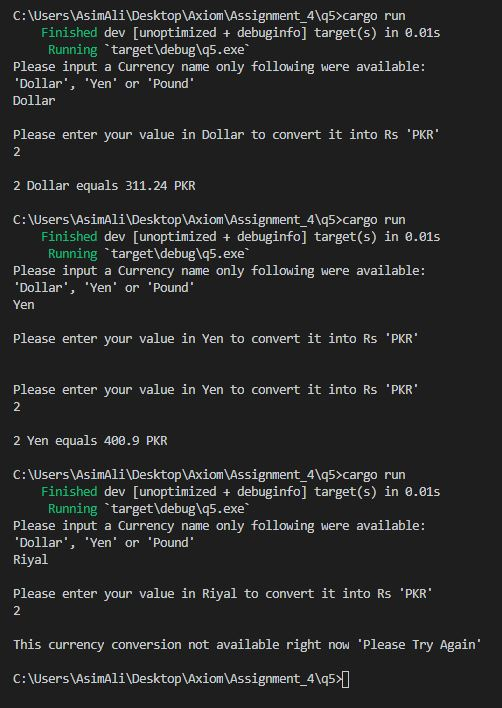 C:\Users\AsimAli\Desktop\Axiom\Assignment_4\q5>cargo run
    Finished dev [unoptimized + debuginfo] target(s) in 0.01s
     Running `target\debug\q5.exe`
Please input a Currency name only following were available:
'Dollar', 'Yen' or 'Pound'
Dollar

Please enter your value in Dollar to convert it into Rs 'PKR'
2

2 Dollar equals 311.24 PKR

C:\Users\AsimAli\Desktop\Axiom\Assignment_4\q5>cargo run
    Finished dev [unoptimized + debuginfo] target(s) in 0.01s
     Running `target\debug\q5.exe`
Please input a Currency name only following were available:
'Dollar', 'Yen' or 'Pound'
Yen

Please enter your value in Yen to convert it into Rs 'PKR'


Please enter your value in Yen to convert it into Rs 'PKR'
2

2 Yen equals 400.9 PKR

C:\Users\AsimAli\Desktop\Axiom\Assignment_4\q5>cargo run
    Finished dev [unoptimized + debuginfo] target(s) in 0.01s
     Running `target\debug\q5.exe`
Please input a Currency name only following were available:
'Dollar', 'Yen' or 'Pound'
Riyal

Please enter your value in Riyal to convert it into Rs 'PKR'
2

This currency conversion not available right now 'Please Try Again'

C:\Users\AsimAli\Desktop\Axiom\Assignment_4\q5>